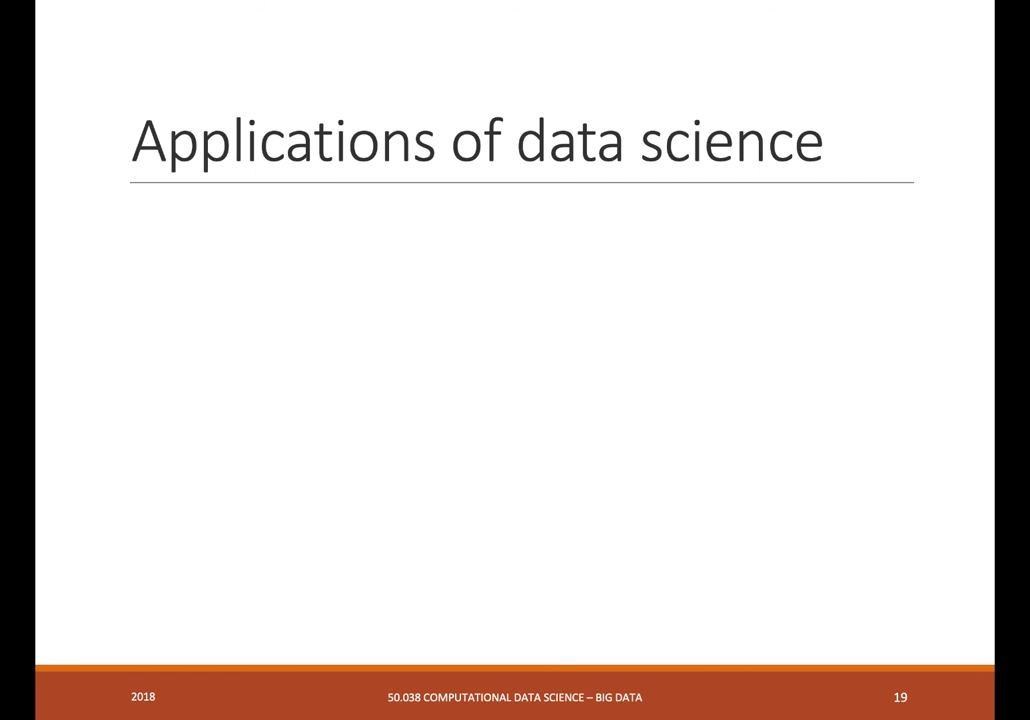 Applications of data science
2018
50.038 COMPUTATIONAL DATA SCIENCE – BIG DATA
19